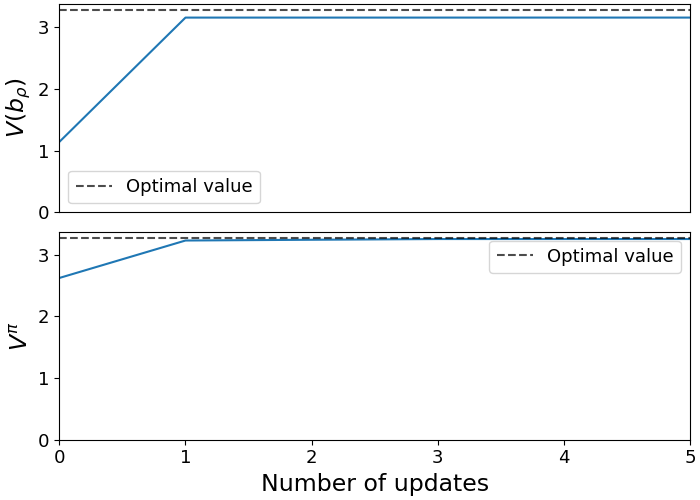 3
2
1
0
V(b_ρ)
Optimal value
3
2
1
0
V^π
Optimal value
0 1 2 3 4 5
Number of updates